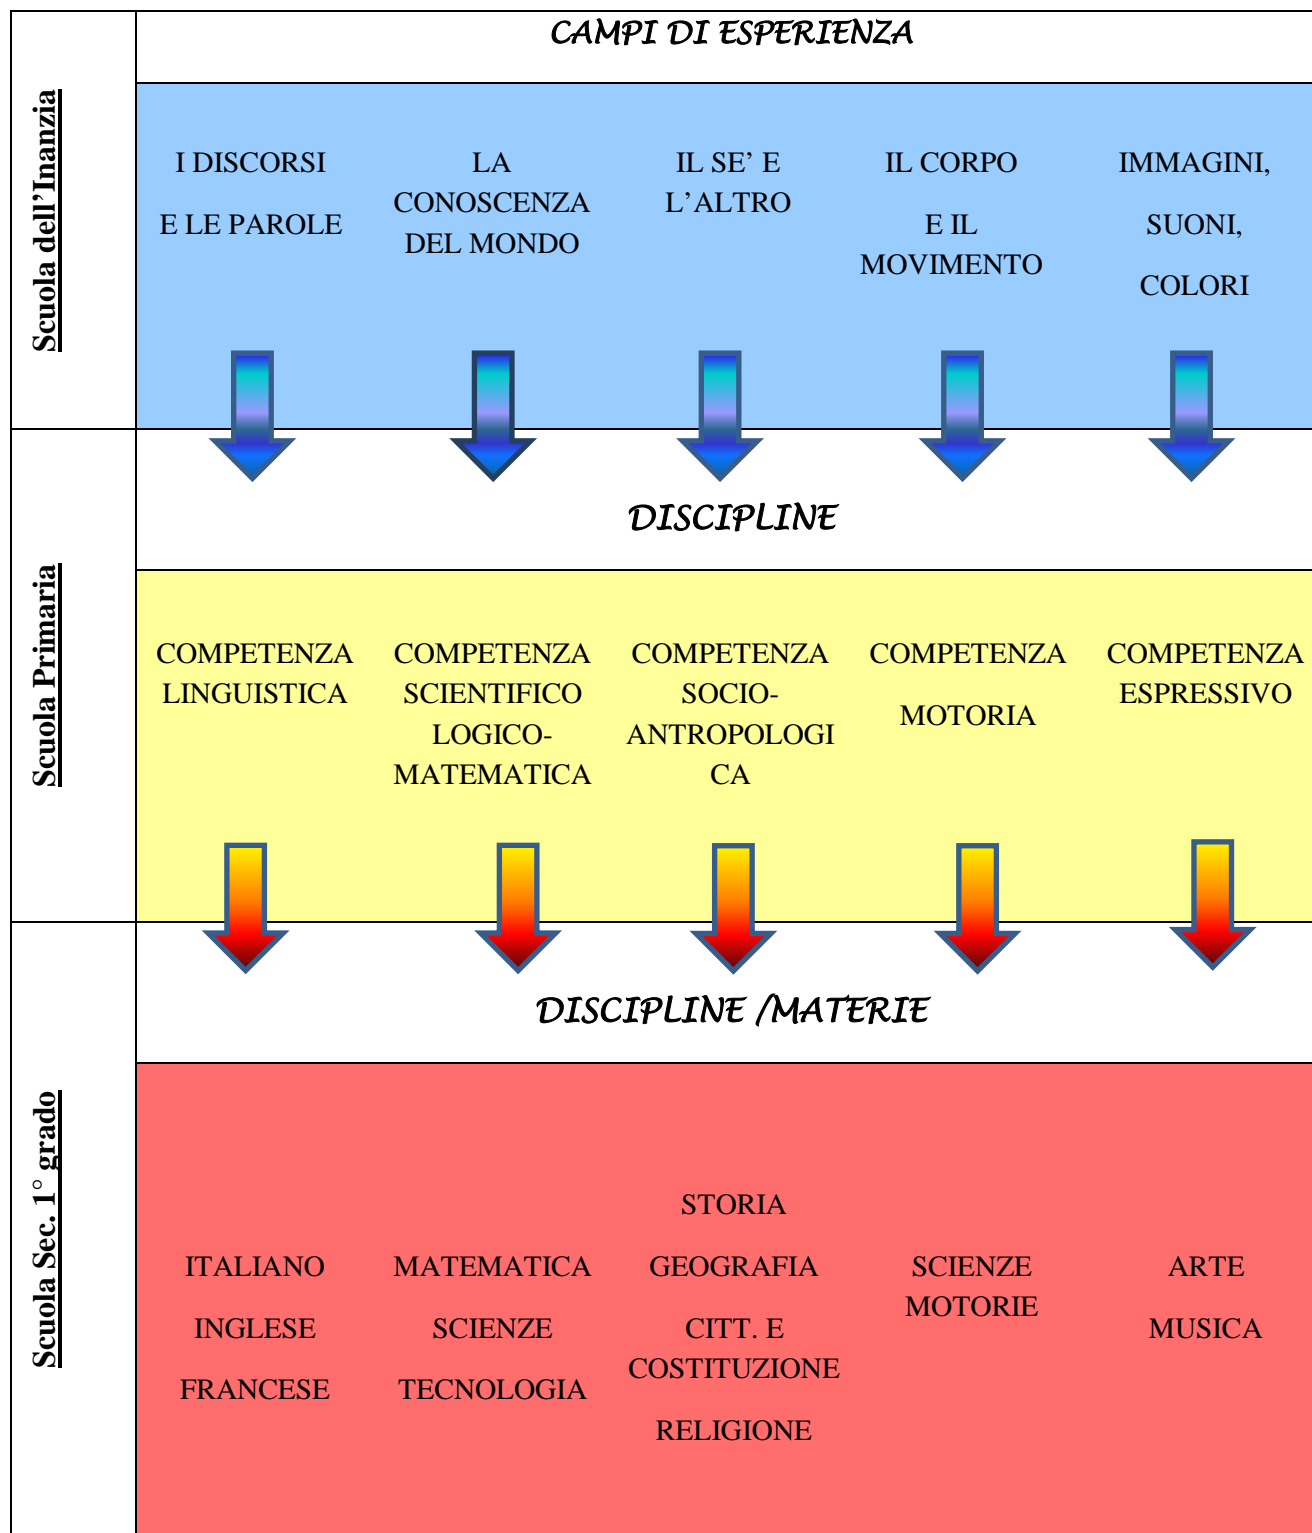 CAMPI DI ESPERIENZA
Scuola dell'Inanzia
I DISCORSI
E LE PAROLE
LA
CONOSCENZA
DEL MONDO
IL SE' E
L'ALTRO
IL CORPO
E IL
MOVIMENTO
IMMAGINI,
SUONI,
COLORI
DISCIPLINE
Scuola Primaria
COMPETENZA
LINGUISTICA
COMPETENZA
SCIENTIFICO
LOGICO-
MATEMATICA
COMPETENZA
SOCIO-
ANTROPOLOGI
CA
COMPETENZA
MOTORIA
COMPETENZA
ESPRESSIVO
DISCIPLINE /MATERIE
Scuola Sec. 1° grado
ITALIANO
INGLESE
FRANCESE
MATEMATICA
SCIENZE
TECNOLOGIA
STORIA
GEOGRAFIA
CITT. E
COSTITUZIONE
RELIGIONE
SCIENZE
MOTORIE
ARTE
MUSICA